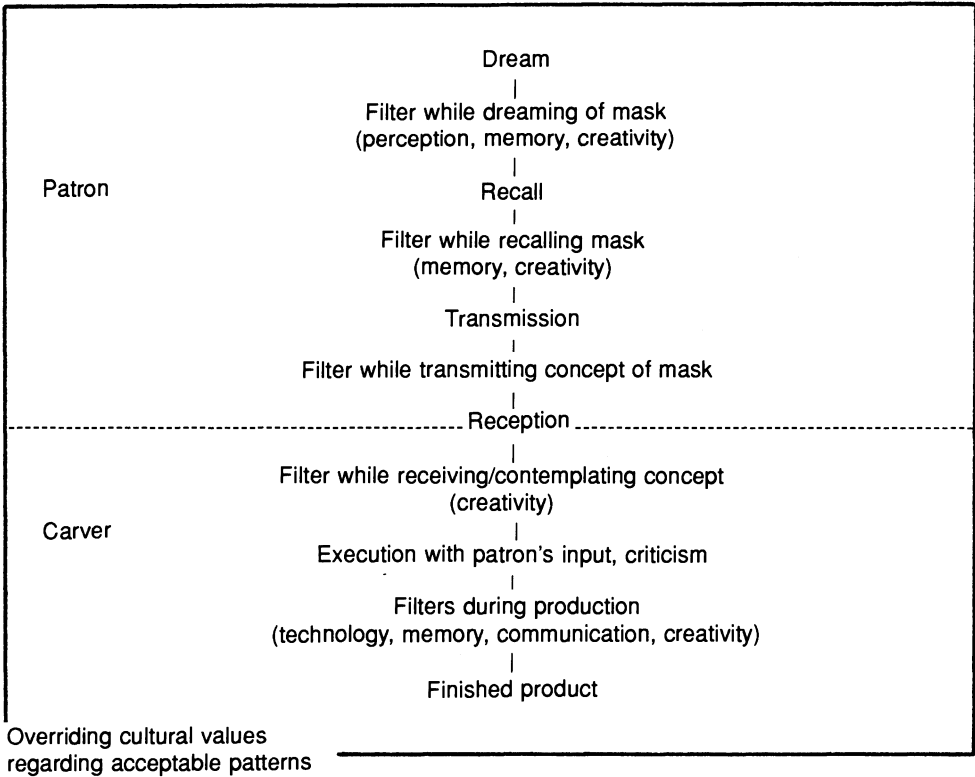 Dream
Filter while dreaming of mask
(perception, memory, creativity)
Patron
Recall
Filter while recalling mask
(memory, creativity)
Transmission
Filter while transmitting concept of mask
Reception
Filter while receiving/contemplating concept
(creativity)
Carver
Execution with patron's input, criticism
Filters during production
(technology, memory, communication, creativity)
Finished product
Overriding cultural values
regarding acceptable patterns